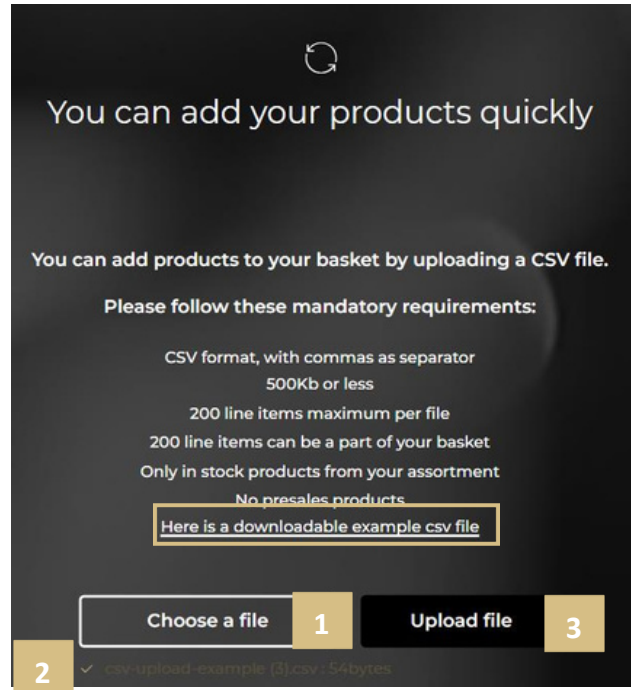 You can add your products quickly
You can add products to your basket by uploading a CSV file.
Please follow these mandatory requirements:
CSV format, with commas as separator
500Kb or less
200 line items maximum per file
200 line items can be a part of your basket
Only in stock products from your assortment
No presales products
Here is a downloadable example csv file
Choose a file 1 Upload file 3
2 csv-upload-example (3).csv : 54bytes